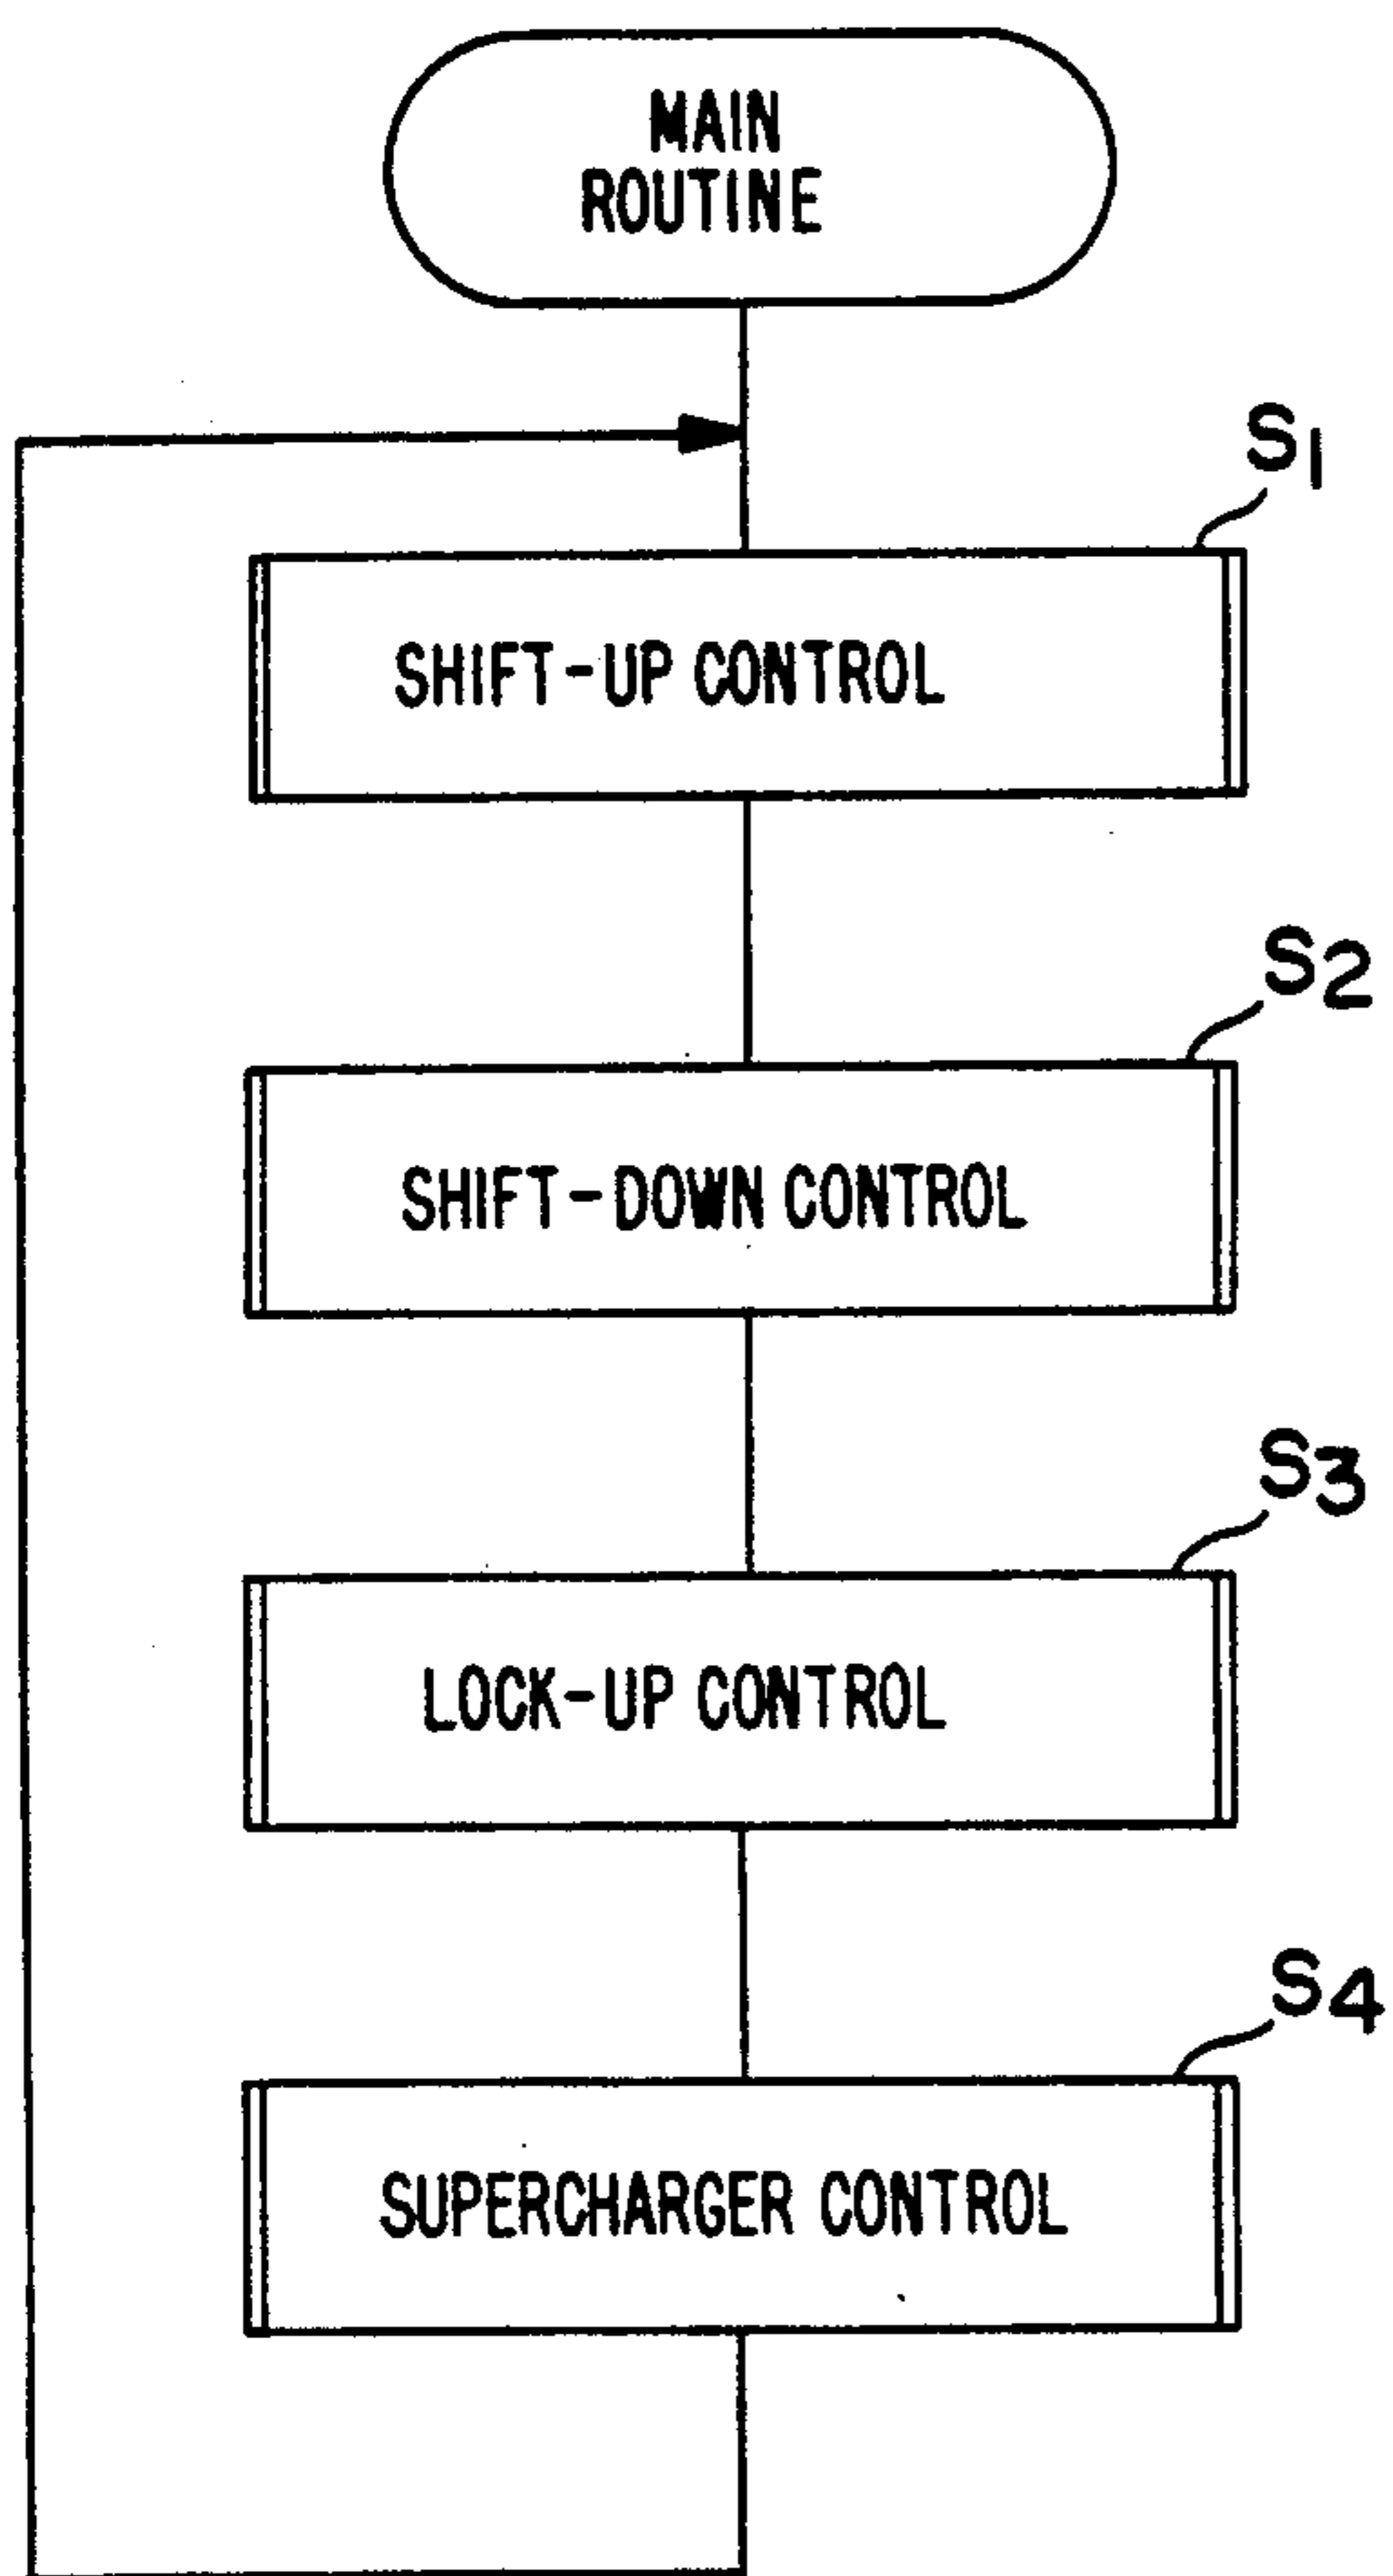 MAIN
ROUTINE
S1
SHIFT-UP CONTROL
S2
SHIFT-DOWN CONTROL
S3
LOCK-UP CONTROL
S4
SUPERCHARGER CONTROL